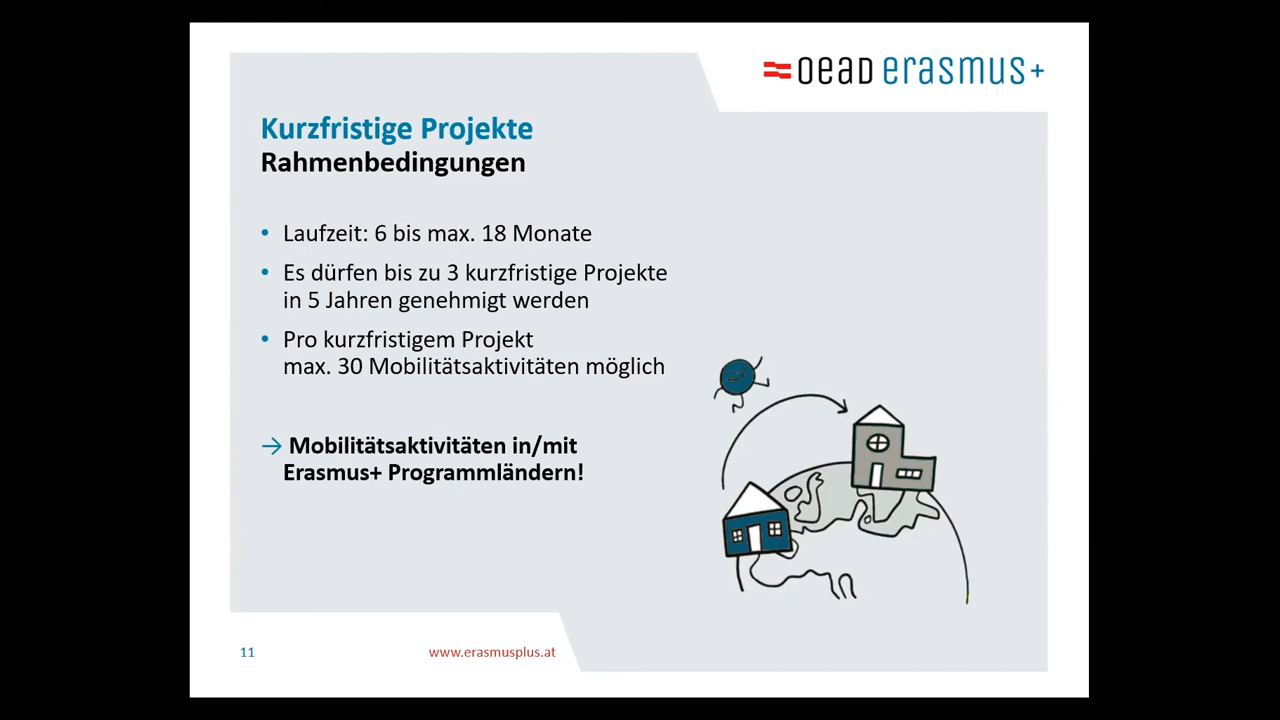 oead erasmus+
Kurzfristige Projekte
Rahmenbedingungen
• Laufzeit: 6 bis max. 18 Monate
• Es dürfen bis zu 3 kurzfristige Projekte
in 5 Jahren genehmigt werden
• Pro kurzfristigem Projekt
max. 30 Mobilitätsaktivitäten möglich
→ Mobilitätsaktivitäten in/mit
Erasmus+ Programmländern!
11
www.erasmusplus.at